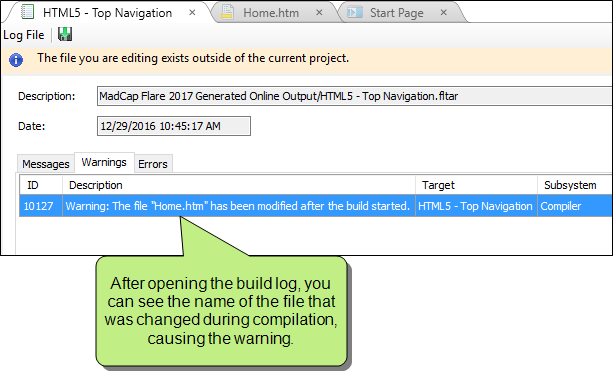 HTML5 - Top Navigation Home.htm Start Page
Log File
The file you are editing exists outside of the current project.
Description: MadCap Flare 2017 Generated Online Output/HTML5 - Top Navigation.fltar
Date: 12/29/2016 10:45:17 AM
Messages Warnings Errors
ID Description Target Subsystem
10127 Warning: The file "Home.htm" has been modified after the build started. HTML5 - Top Navigation Compiler
After opening the build log, you
can see the name of the file that
was changed during compilation,
causing the warning.